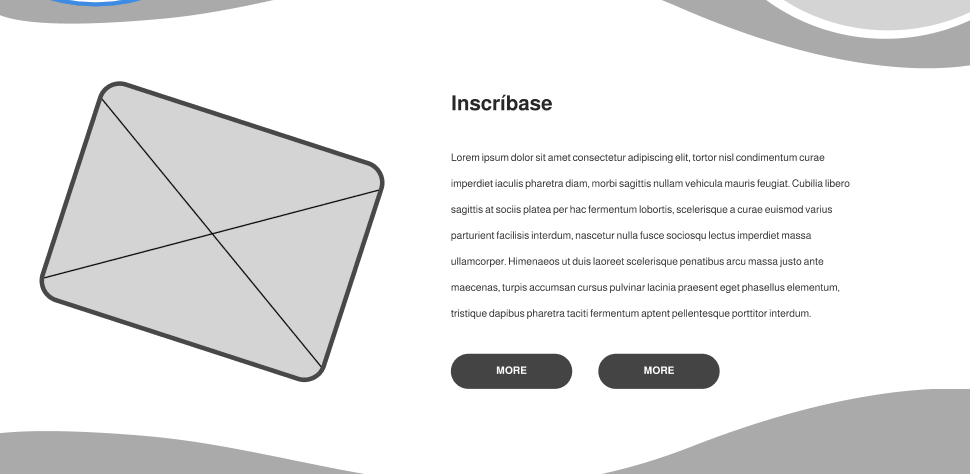 Inscríbase
Lorem ipsum dolor sit amet consectetur adipiscing elit, tortor nisl condimentum curae
imperdiet iaculis pharetra diam, morbi sagittis nullam vehicula mauris feugiat. Cubilia libero
sagittis at sociis platea per hac fermentum lobortis, scelerisque a curae euismod varius
parturient facilisis interdum, nascetur nulla fusce sociosqu lectus imperdiet massa
ullamcorper. Himenaeos ut duis laoreet scelerisque penatibus arcu massa justo ante
maecenas, turpis accumsan cursus pulvinar lacinia praesent eget phasellus elementum,
tristique dapibus pharetra taciti fermentum aptent pellentesque porttitor interdum.
MORE
MORE